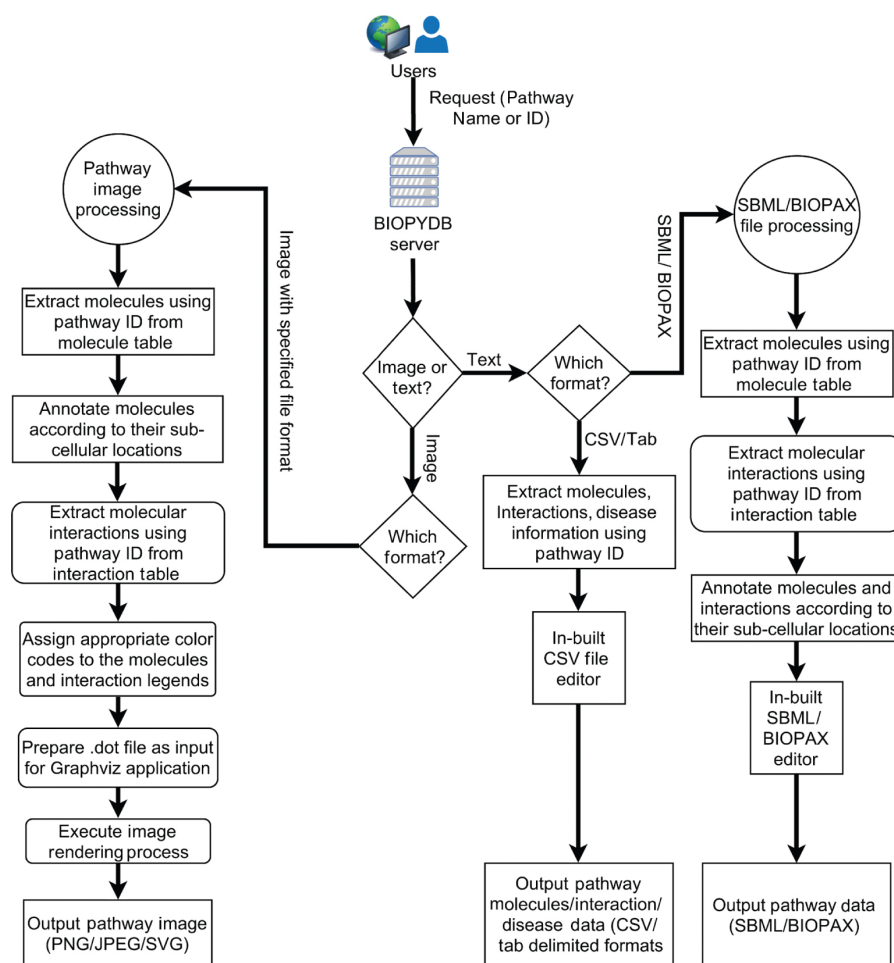 Users
Request (Pathway
Name or ID)
BIOPYDB
server
Image or
text?
Text
Image
Which
format?
Image with specified file format
Pathway
image
processing
Extract molecules using
pathway ID from
molecule table
Annotate molecules
according to their sub-
cellular locations
Extract molecular
interactions using
pathway ID from
interaction table
Assign appropriate color
codes to the molecules
and interaction legends
Prepare .dot file as input
for Graphviz application
Execute image
rendering process
Output pathway image
(PNG/JPEG/SVG)
Which
format?
CSV/Tab
Extract molecules,
Interactions, disease
information using
pathway ID
In-built
CSV file
editor
Output pathway
molecules/interaction/
disease data (CSV/
tab delimited formats
SBML/ BIOPAX
SBML/BIOPAX
file processing
Extract molecules using
pathway ID from
molecule table
Extract molecular
interactions using
pathway ID from
interaction table
Annotate molecules and
interactions according to
their sub-cellular locations
In-built
SBML/
BIOPAX
editor
Output pathway data
(SBML/BIOPAX)